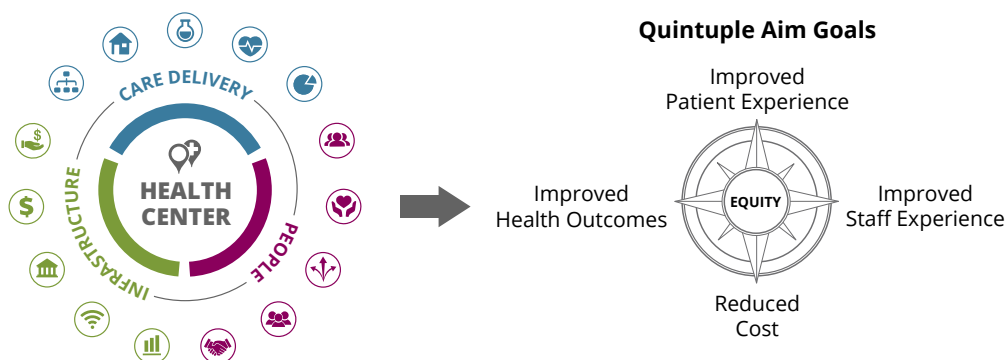 CARE DELIVERY
HEALTH
CENTER
INFRASTRUCTURE
PEOPLE
$
$
Quintuple Aim Goals
Improved
Patient Experience
Improved
Health Outcomes
EQUITY
Improved
Staff Experience
Reduced
Cost